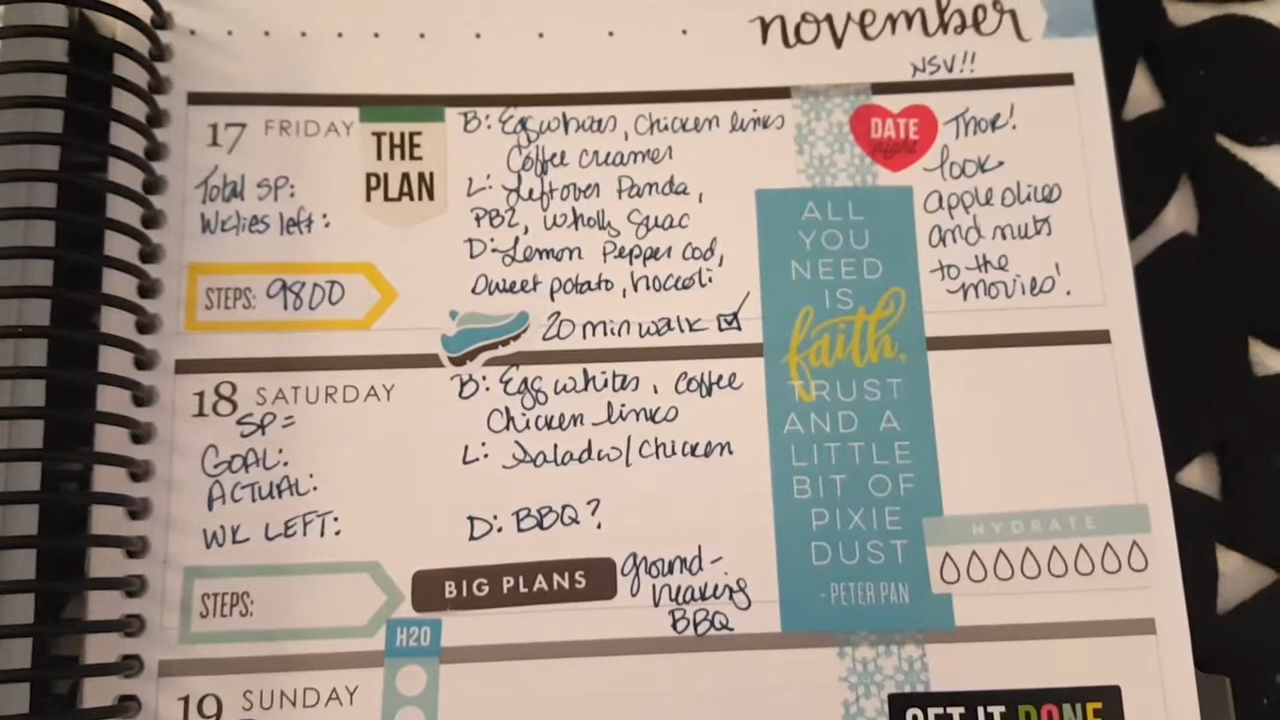 november
NSV!!
17 FRIDAY
Total SP:
Wklies left:
STEPS: 9800
THE
PLAN
B: Egg whites, Chicken links
Coffee creamer
L: Leftover Panda,
PB2, Wholly Guac
D: Lemon Pepper Cod,
Sweet potato, broccoli
20 min walk
DATE
night
Thor!
Took
apple slices
and nuts
to the
movies!
ALL
YOU
NEED
IS
faith,
TRUST
AND A
LITTLE
BIT OF
PIXIE
DUST
- PETER PAN
18 SATURDAY
SP=
GOAL:
ACTUAL:
WK LEFT:
STEPS:
B: Egg whites, coffee
Chicken links
L: Salad w/ Chicken
D: BBQ?
BIG PLANS
ground-
BBQ
HYDRATE
H20
19 SUNDAY
GET IT DONE